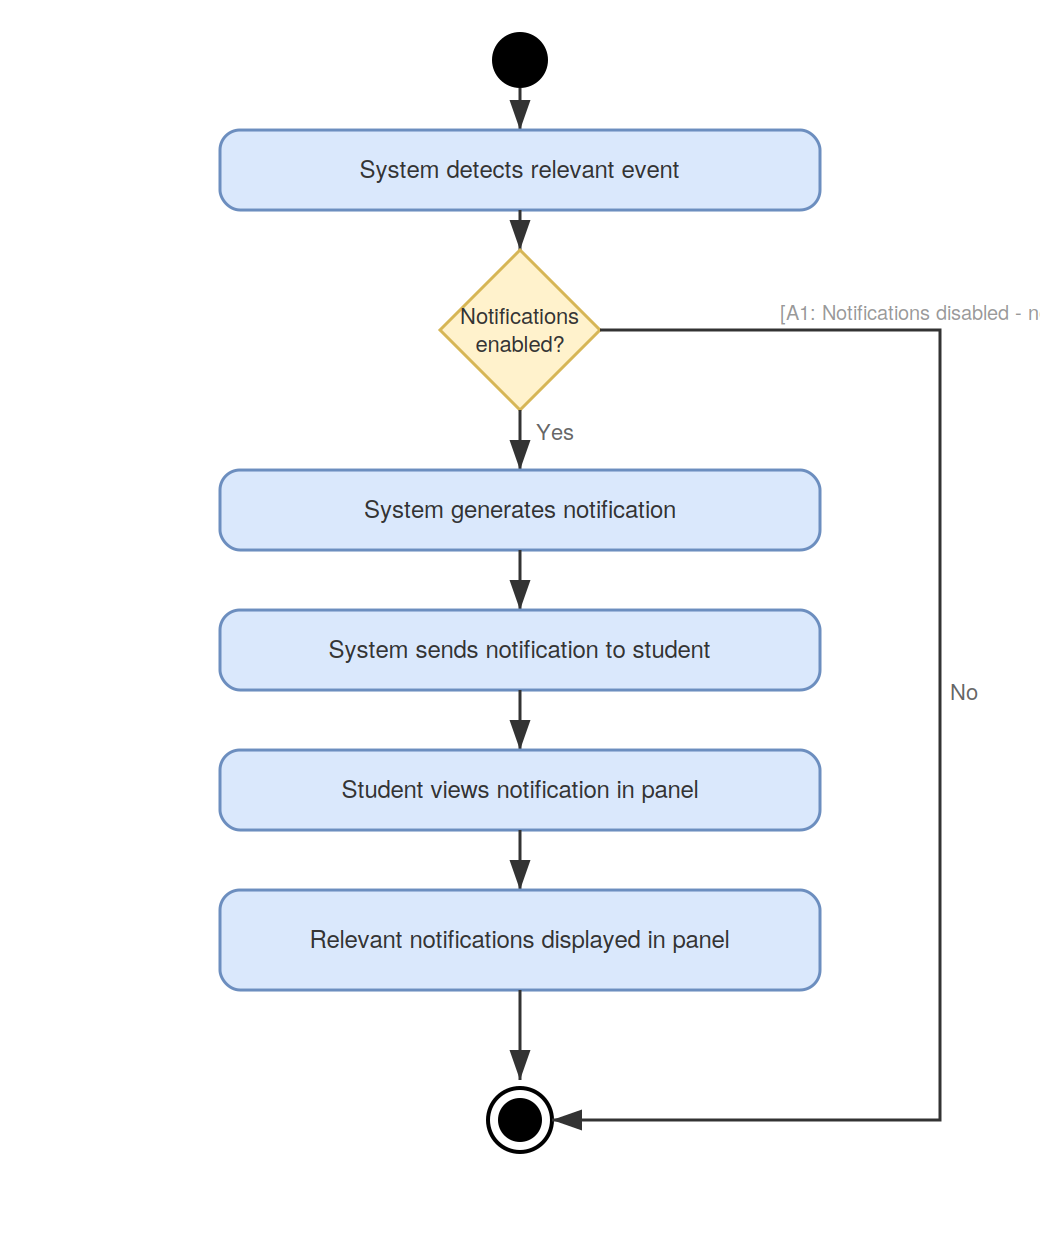 System detects relevant event
Notifications
enabled?
[A1: Notifications disabled - n
Yes
System generates notification
System sends notification to student
No
Student views notification in panel
Relevant notifications displayed in panel